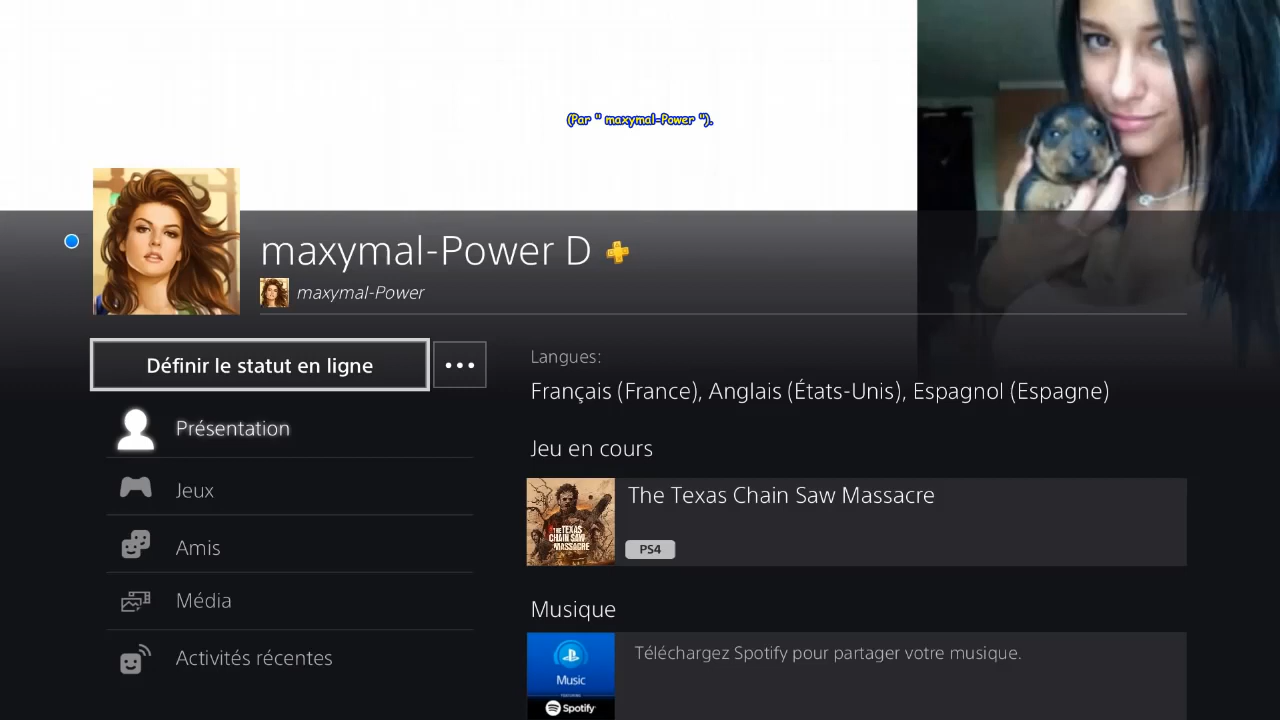 (Par " maxymal-Power ").
maxymal-Power D
maxymal-Power
Définir le statut en ligne
Présentation
Jeux
Amis
Média
Activités récentes
Langues:
Français (France), Anglais (États-Unis), Espagnol (Espagne)
Jeu en cours
THE TEXAS
CHAIN SAW
MASSACRE
The Texas Chain Saw Massacre
PS4
Musique
Music
Spotify
Téléchargez Spotify pour partager votre musique.